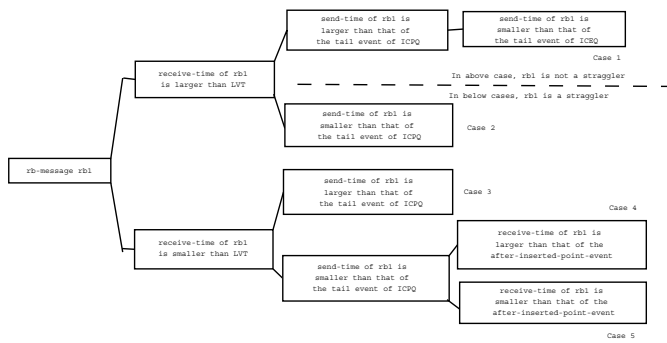 send-time of rb1 is
larger than that of
the tail event of ICPQ
send-time of rb1 is
smaller than that of
the tail event of ICEQ
Case 1
receive-time of rb1
is larger than LVT
In above case, rb1 is not a straggler
In below cases, rb1 is a straggler
send-time of rb1 is
smaller than that of
the tail event of ICPQ
Case 2
rb-message rb1
send-time of rb1 is
larger than that of
the tail event of ICPQ
Case 3
Case 4
receive-time of rb1
is smaller than LVT
receive-time of rb1 is
larger than that of the
after-inserted-point-event
send-time of rb1 is
smaller than that of
the tail event of ICPQ
receive-time of rb1 is
smaller than that of the
after-inserted-point-event
Case 5